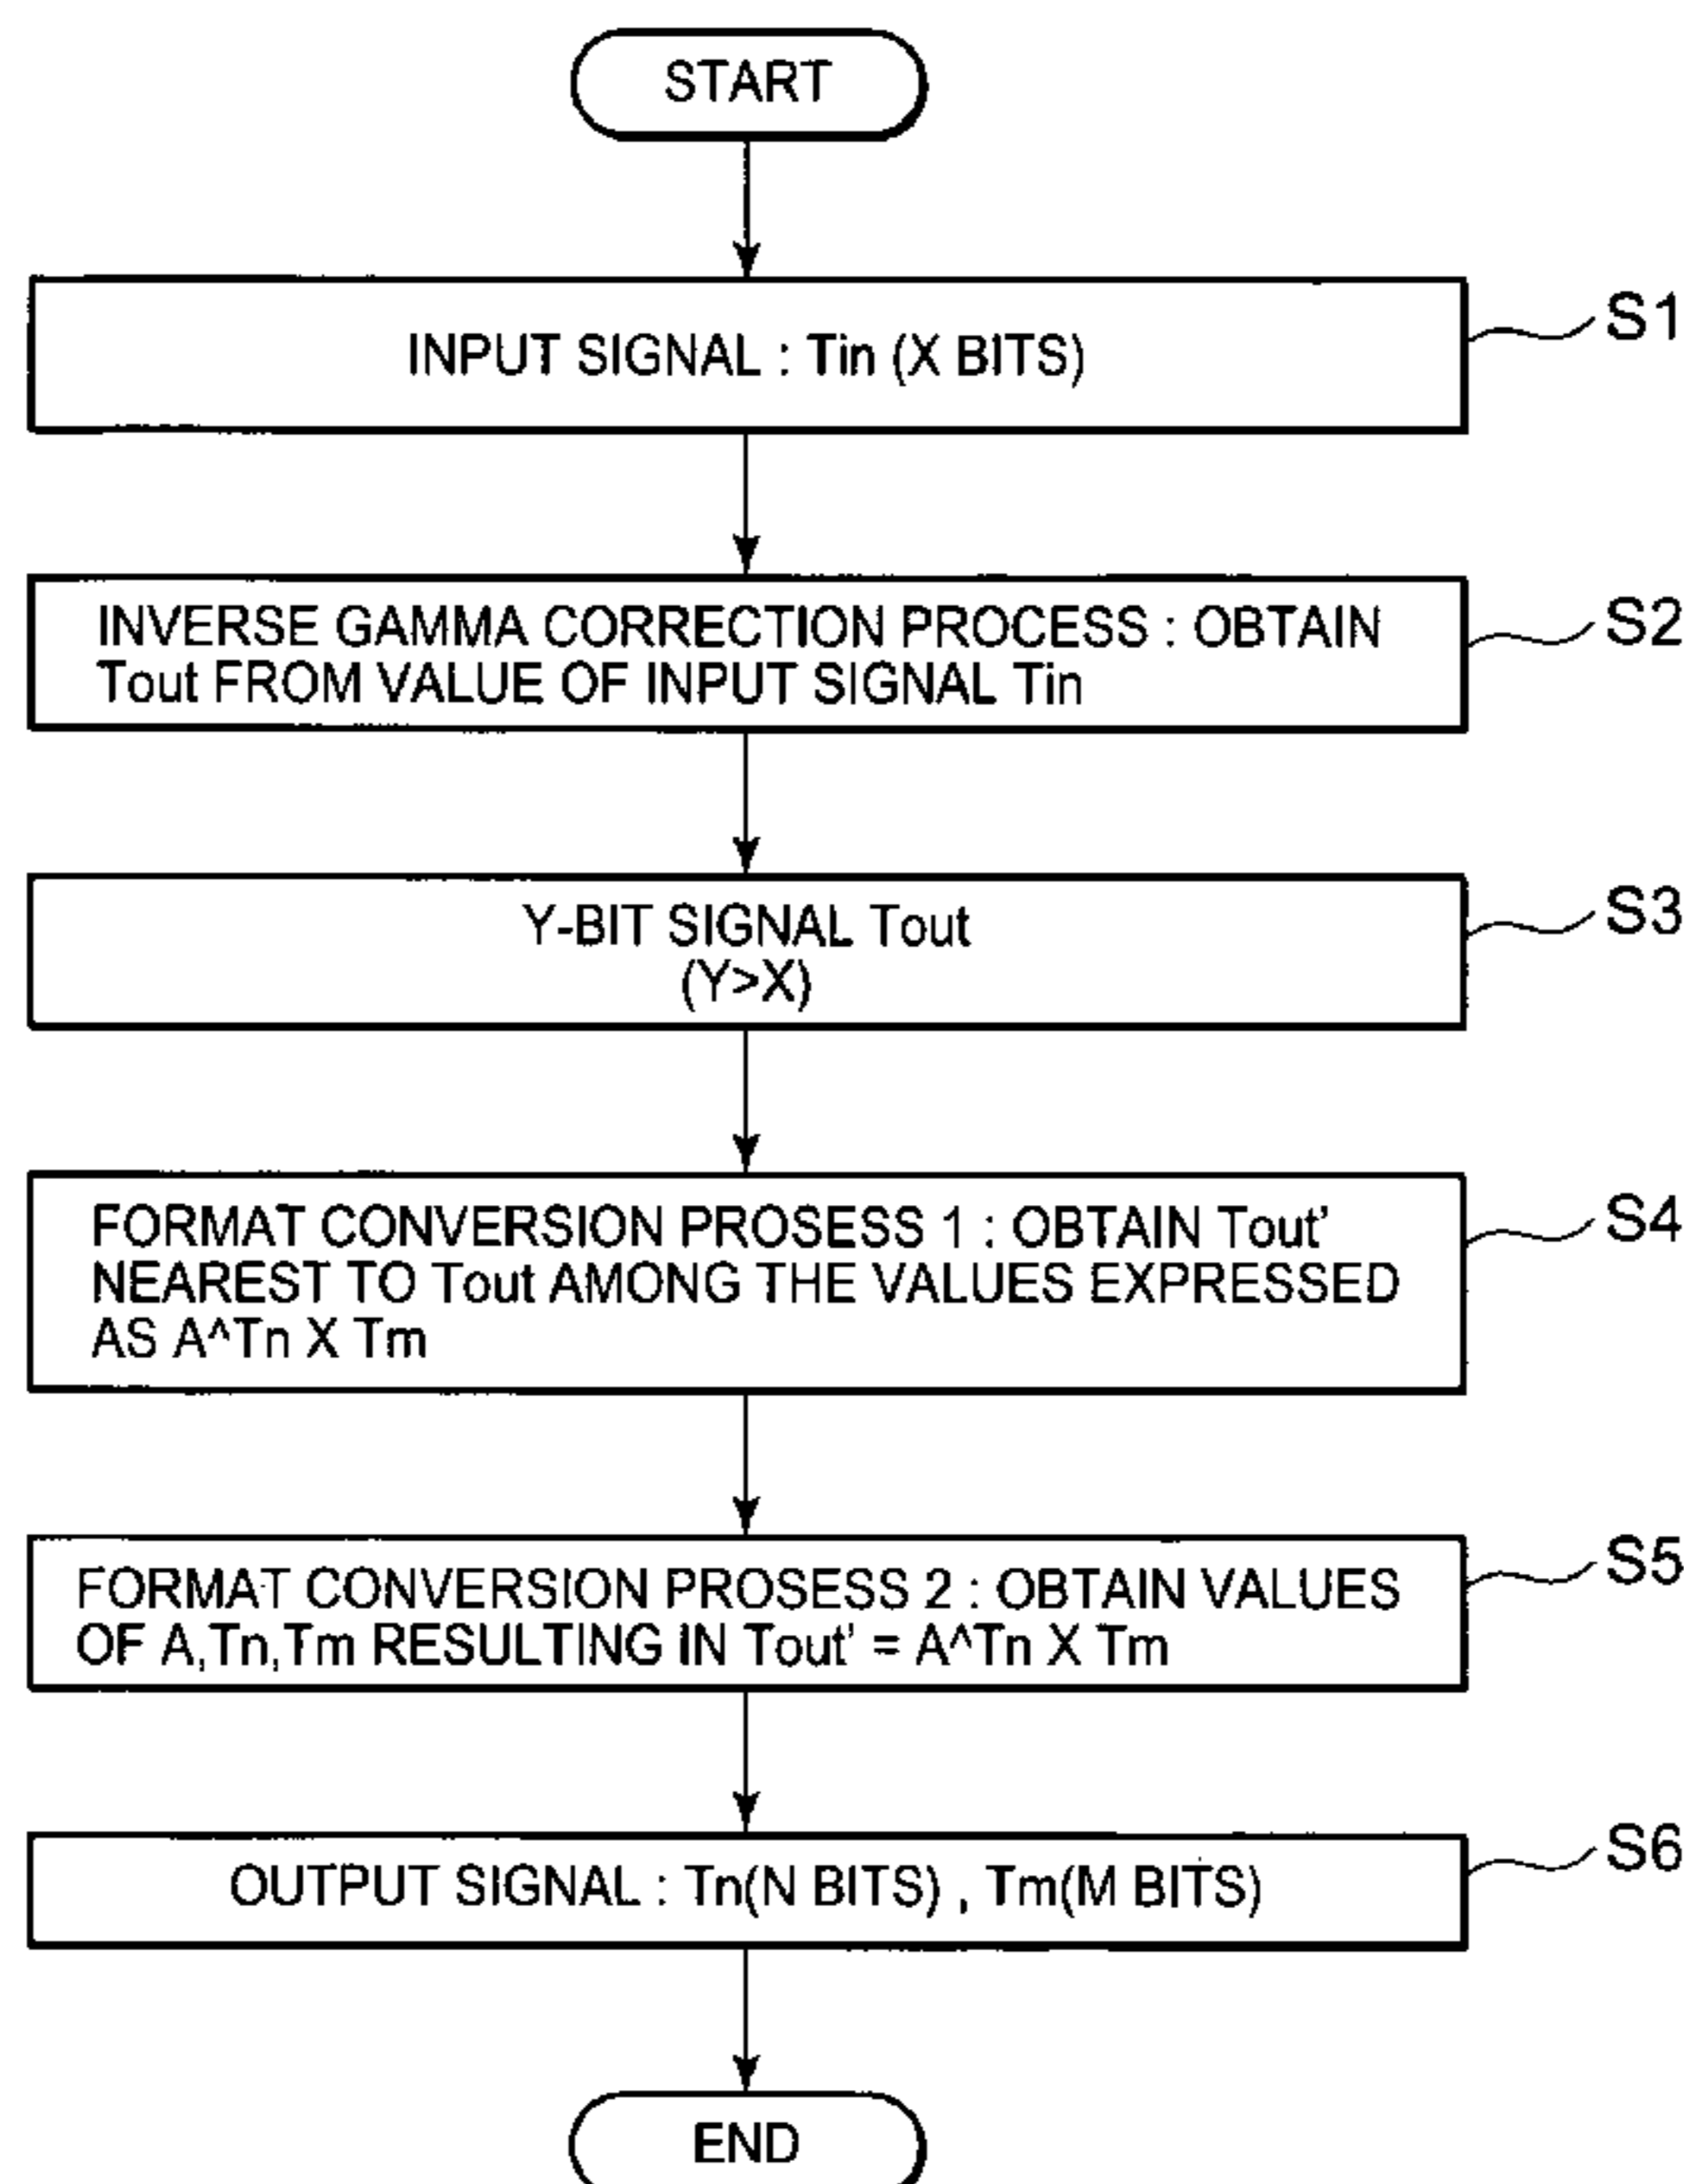 START
INPUT SIGNAL : Tin (X BITS)
S1
INVERSE GAMMA CORRECTION PROCESS : OBTAIN
Tout FROM VALUE OF INPUT SIGNAL Tin
S2
Y-BIT SIGNAL Tout
(Y>X)
S3
FORMAT CONVERSION PROSESS 1 : OBTAIN Tout'
NEAREST TO Tout AMONG THE VALUES EXPRESSED
AS A^Tn X Tm
S4
FORMAT CONVERSION PROSESS 2 : OBTAIN VALUES
OF A,Tn,Tm RESULTING IN Tout' = A^Tn X Tm
S5
OUTPUT SIGNAL : Tn(N BITS) , Tm(M BITS)
S6
END